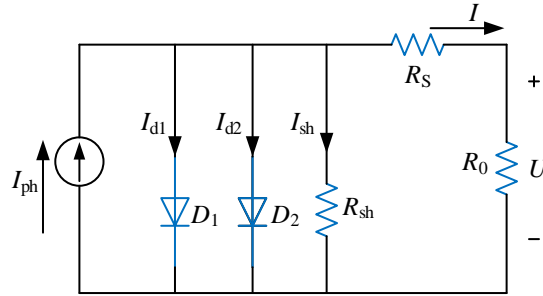 I
R_S
+
I_d1 I_d2 I_sh
I_ph D_1 D_2 R_sh R_0 U
−